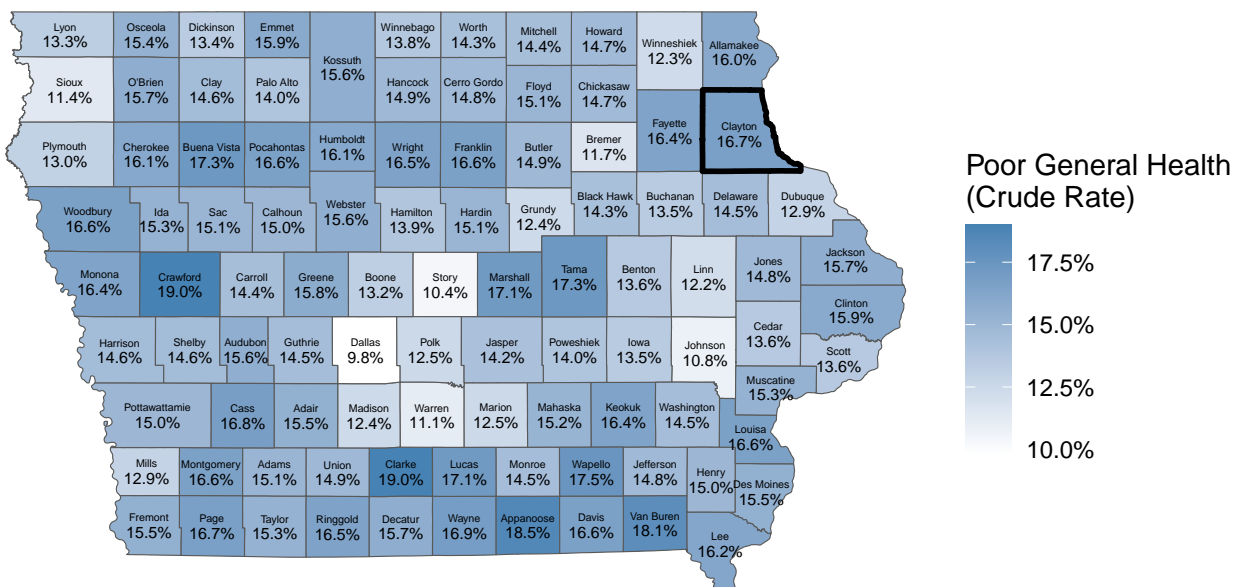 Lyon
13.3%
Osceola
15.4%
Dickinson
13.4%
Emmet
15.9%
Kossuth
15.6%
Winnebago
13.8%
Worth
14.3%
Mitchell
14.4%
Howard
14.7%
Winneshiek
12.3%
Allamakee
16.0%
Sioux
11.4%
O'Brien
15.7%
Clay
14.6%
Palo Alto
14.0%
Hancock
14.9%
Cerro Gordo
14.8%
Floyd
15.1%
Chickasaw
14.7%
Fayette
16.4%
Clayton
16.7%
Plymouth
13.0%
Cherokee
16.1%
Buena Vista
17.3%
Pocahontas
16.6%
Humboldt
16.1%
Wright
16.5%
Franklin
16.6%
Butler
14.9%
Bremer
11.7%
Woodbury
16.6%
Ida
15.3%
Sac
15.1%
Calhoun
15.0%
Webster
15.6%
Hamilton
13.9%
Hardin
15.1%
Grundy
12.4%
Black Hawk
14.3%
Buchanan
13.5%
Delaware
14.5%
Dubuque
12.9%
Monona
16.4%
Crawford
19.0%
Carroll
14.4%
Greene
15.8%
Boone
13.2%
Story
10.4%
Marshall
17.1%
Tama
17.3%
Benton
13.6%
Linn
12.2%
Jones
14.8%
Jackson
15.7%
Clinton
15.9%
Harrison
14.6%
Shelby
14.6%
Audubon
15.6%
Guthrie
14.5%
Dallas
9.8%
Polk
12.5%
Jasper
14.2%
Poweshiek
14.0%
Iowa
13.5%
Johnson
10.8%
Cedar
13.6%
Scott
13.6%
Muscatine
15.3%
Pottawattamie
15.0%
Cass
16.8%
Adair
15.5%
Madison
12.4%
Warren
11.1%
Marion
12.5%
Mahaska
15.2%
Keokuk
16.4%
Washington
14.5%
Louisa
16.6%
Mills
12.9%
Montgomery
16.6%
Adams
15.1%
Union
14.9%
Clarke
19.0%
Lucas
17.1%
Monroe
14.5%
Wapello
17.5%
Jefferson
14.8%
Henry
15.0%
Des Moines
15.5%
Fremont
15.5%
Page
16.7%
Taylor
15.3%
Ringgold
16.5%
Decatur
15.7%
Wayne
16.9%
Appanoose
18.5%
Davis
16.6%
Van Buren
18.1%
Lee
16.2%
Poor General Health
(Crude Rate)
17.5%
15.0%
12.5%
10.0%